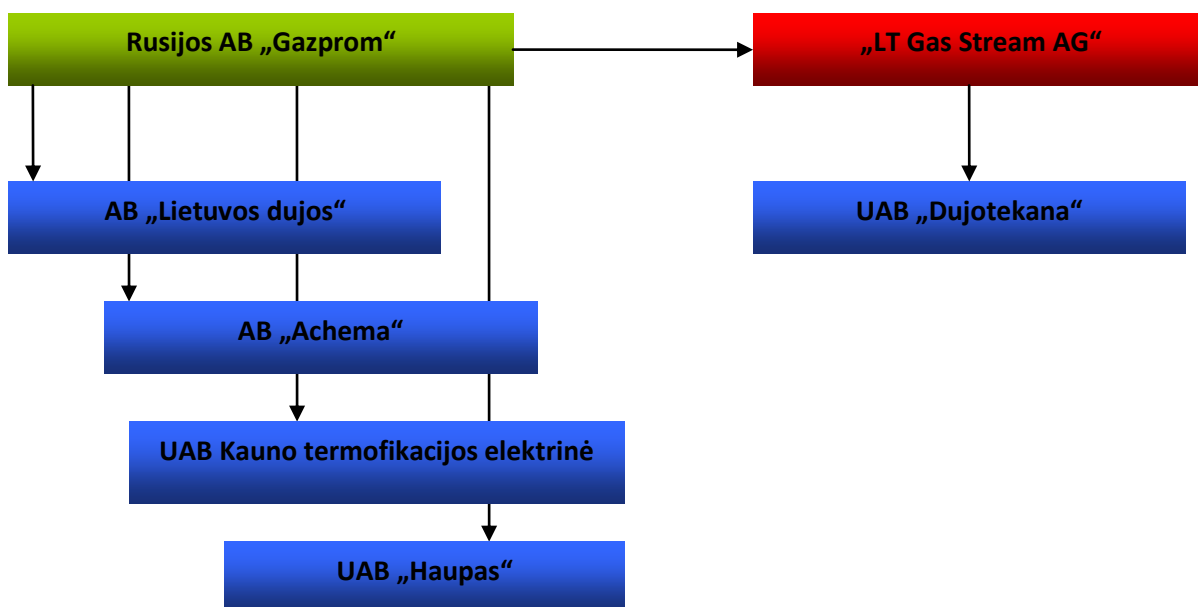 Rusijos AB „Gazprom“
„LT Gas Stream AG“
AB „Lietuvos dujos“
UAB „Dujotekana“
AB „Achema“
UAB Kauno termofikacijos elektrinė
UAB „Haupas“